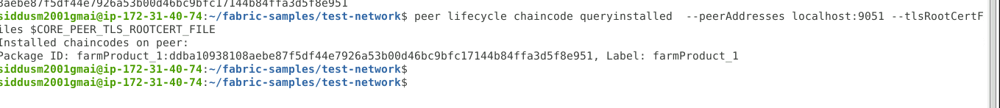 8aebe87f5df44e7926a53b00d46bc9bfc17144b84ffa3d5f8e951
siddusm2001gmai@ip-172-31-40-74:~/fabric-samples/test-network$ peer lifecycle chaincode queryinstalled  --peerAddresses localhost:9051 --tlsRootCertF
iles $CORE_PEER_TLS_ROOTCERT_FILE
Installed chaincodes on peer:
Package ID: farmProduct_1:ddba10938108aebe87f5df44e7926a53b00d46bc9bfc17144b84ffa3d5f8e951, Label: farmProduct_1
siddusm2001gmai@ip-172-31-40-74:~/fabric-samples/test-network$
siddusm2001gmai@ip-172-31-40-74:~/fabric-samples/test-network$